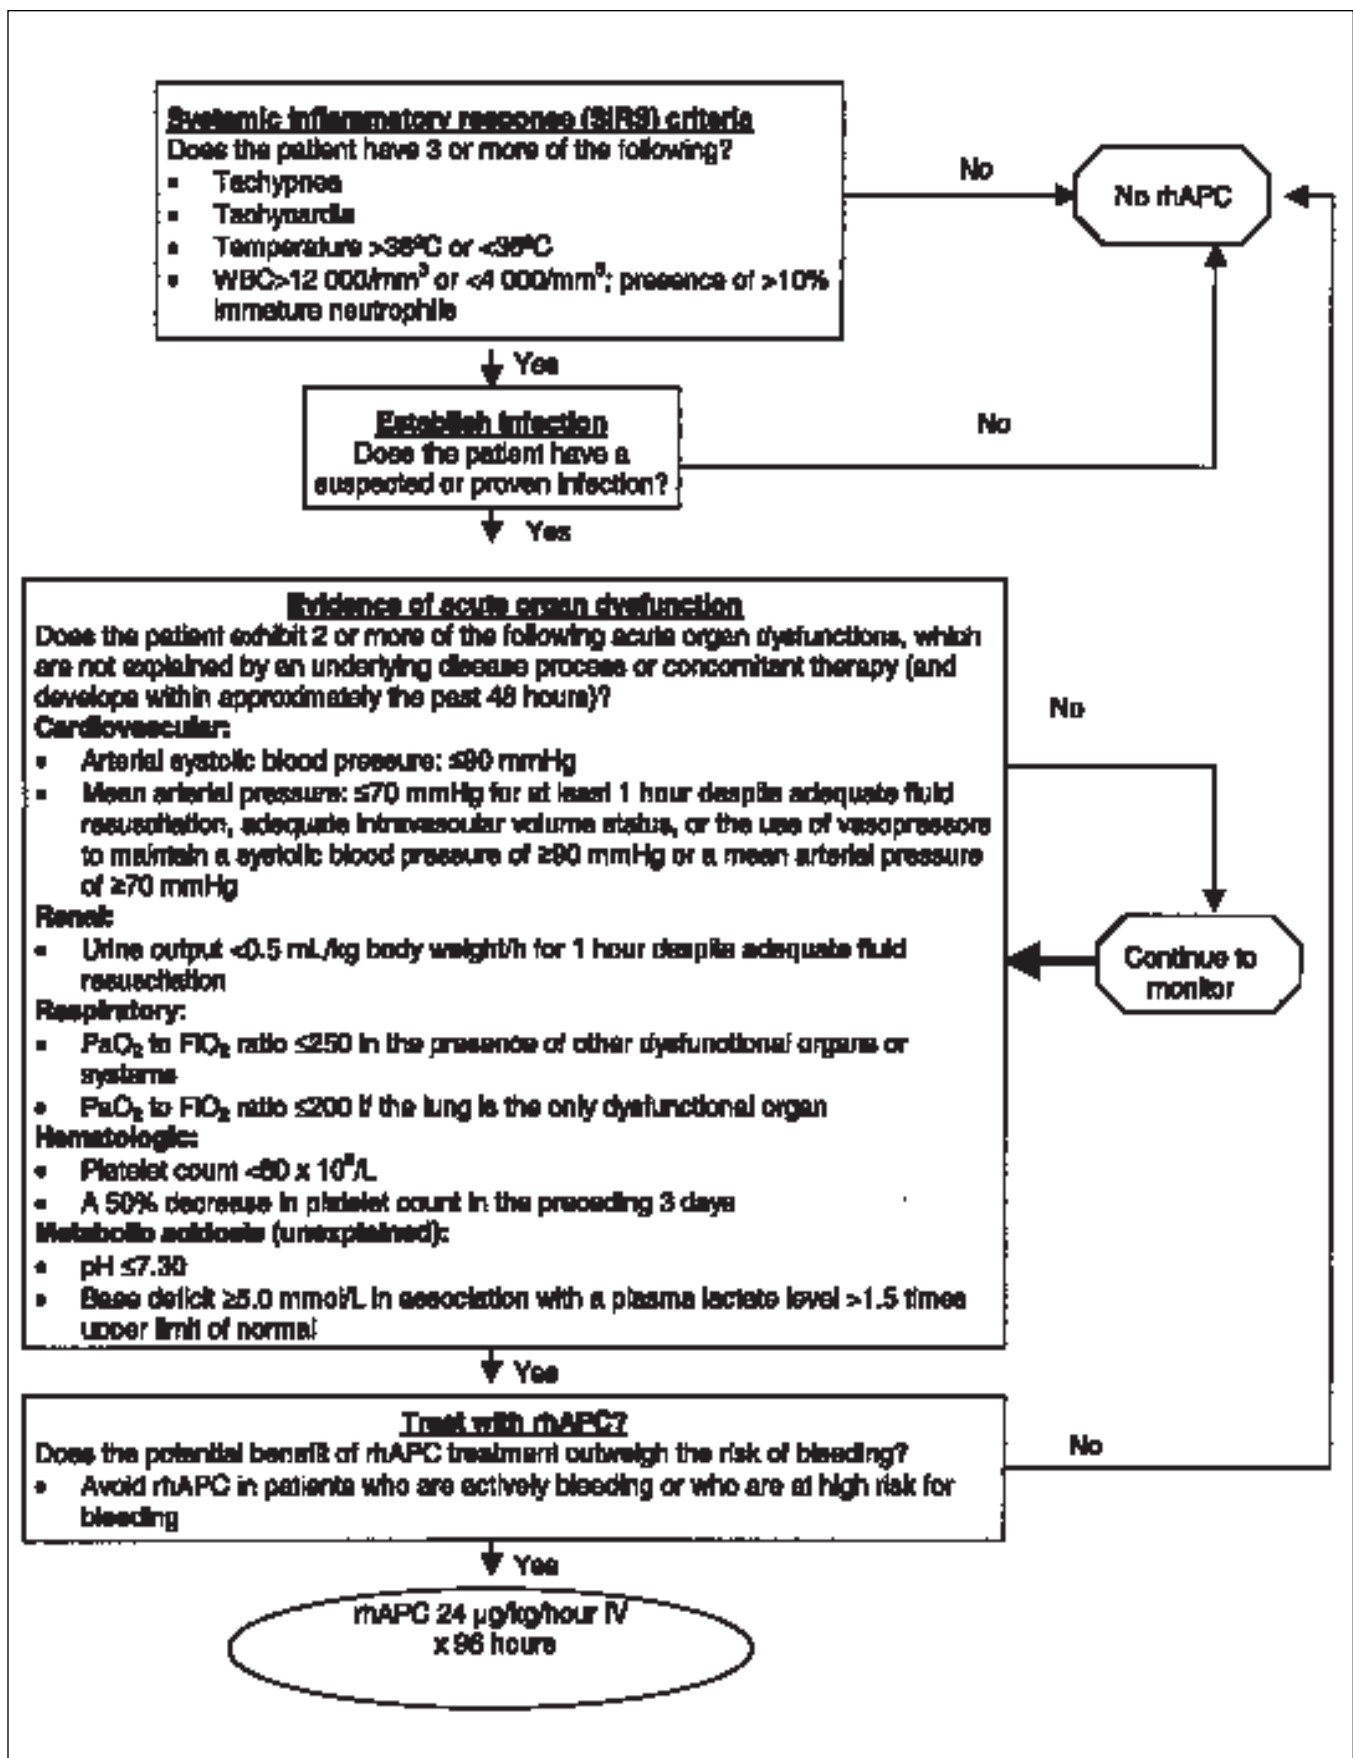 Systemic inflammatory response (SIRS) criteria
Does the patient have 3 or more of the following?
▪ Tachypnea
▪ Tachycardia
▪ Temperature >38ºC or <36ºC
▪ WBC>12 000/mm³ or <4 000/mm³; presence of >10%
immature neutrophils
No
No rhAPC
Yes
Establish infection
Does the patient have a
suspected or proven infection?
No
Yes
Evidence of acute organ dysfunction
Does the patient exhibit 2 or more of the following acute organ dysfunctions, which
are not explained by an underlying disease process or concomitant therapy (and
develops within approximately the past 48 hours)?
Cardiovascular:
▪ Arterial systolic blood pressure: ≤90 mmHg
▪ Mean arterial pressure: ≤70 mmHg for at least 1 hour despite adequate fluid
resuscitation, adequate intravascular volume status, or the use of vasopressors
to maintain a systolic blood pressure of ≥90 mmHg or a mean arterial pressure
of ≥70 mmHg
Renal:
▪ Urine output <0.5 mL/kg body weight/h for 1 hour despite adequate fluid
resuscitation
Respiratory:
▪ PaO₂ to FiO₂ ratio ≤250 in the presence of other dysfunctional organs or
systems
▪ PaO₂ to FiO₂ ratio ≤200 if the lung is the only dysfunctional organ
Hematologic:
▪ Platelet count <80 x 10⁹/L
▪ A 50% decrease in platelet count in the preceding 3 days
Metabolic acidosis (unexplained):
▪ pH ≤7.30
▪ Base deficit ≥5.0 mmol/L in association with a plasma lactate level >1.5 times
upper limit of normal
No
Continue to
monitor
Yes
Treat with rhAPC?
Does the potential benefit of rhAPC treatment outweigh the risk of bleeding?
▪ Avoid rhAPC in patients who are actively bleeding or who are at high risk for
bleeding
No
Yes
rhAPC 24 µg/kg/hour IV
x 96 hours